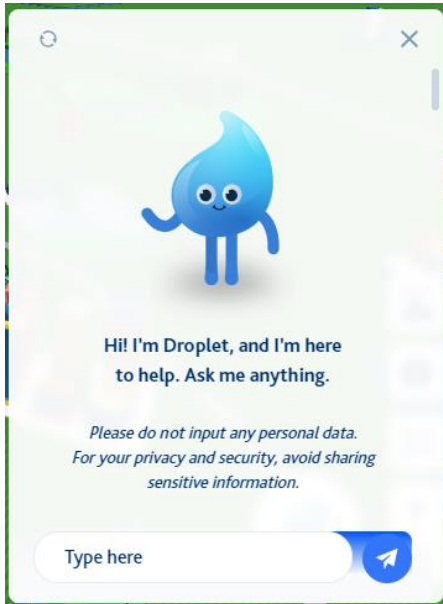 Hi! I'm Droplet, and I'm here
to help. Ask me anything.
Please do not input any personal data.
For your privacy and security, avoid sharing
sensitive information.
Type here